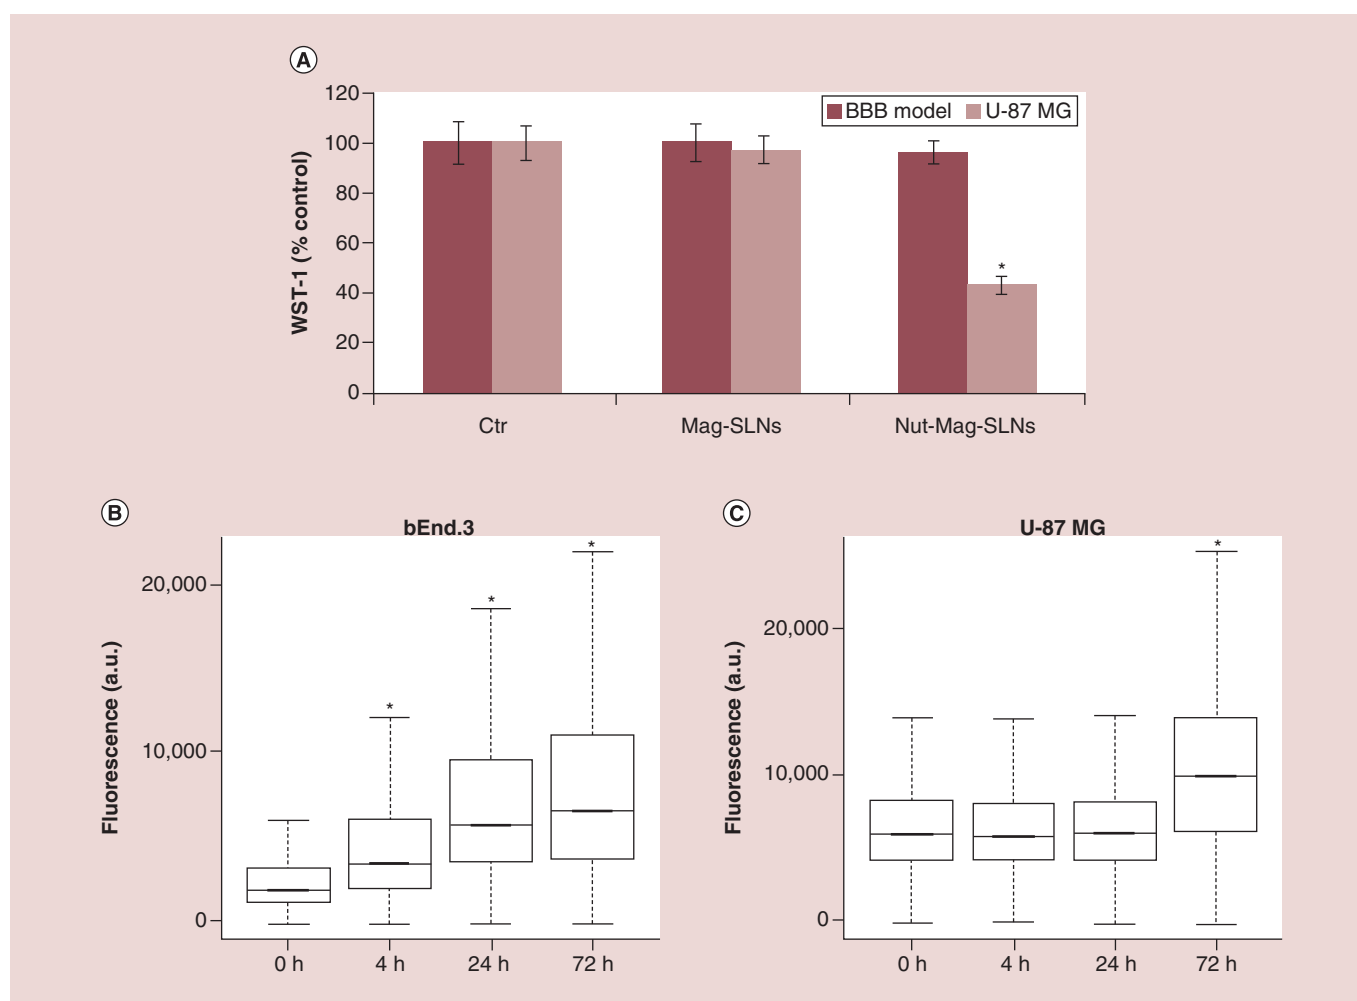 A
120
100
80
60
40
20
0
WST-1 (% control)
BBB model
U-87 MG
*
Ctr
Mag-SLNs
Nut-Mag-SLNs
B
bEnd.3
20,000
10,000
0
Fluorescence (a.u.)
*
*
*
0 h
4 h
24 h
72 h
C
U-87 MG
20,000
10,000
0
Fluorescence (a.u.)
*
0 h
4 h
24 h
72 h